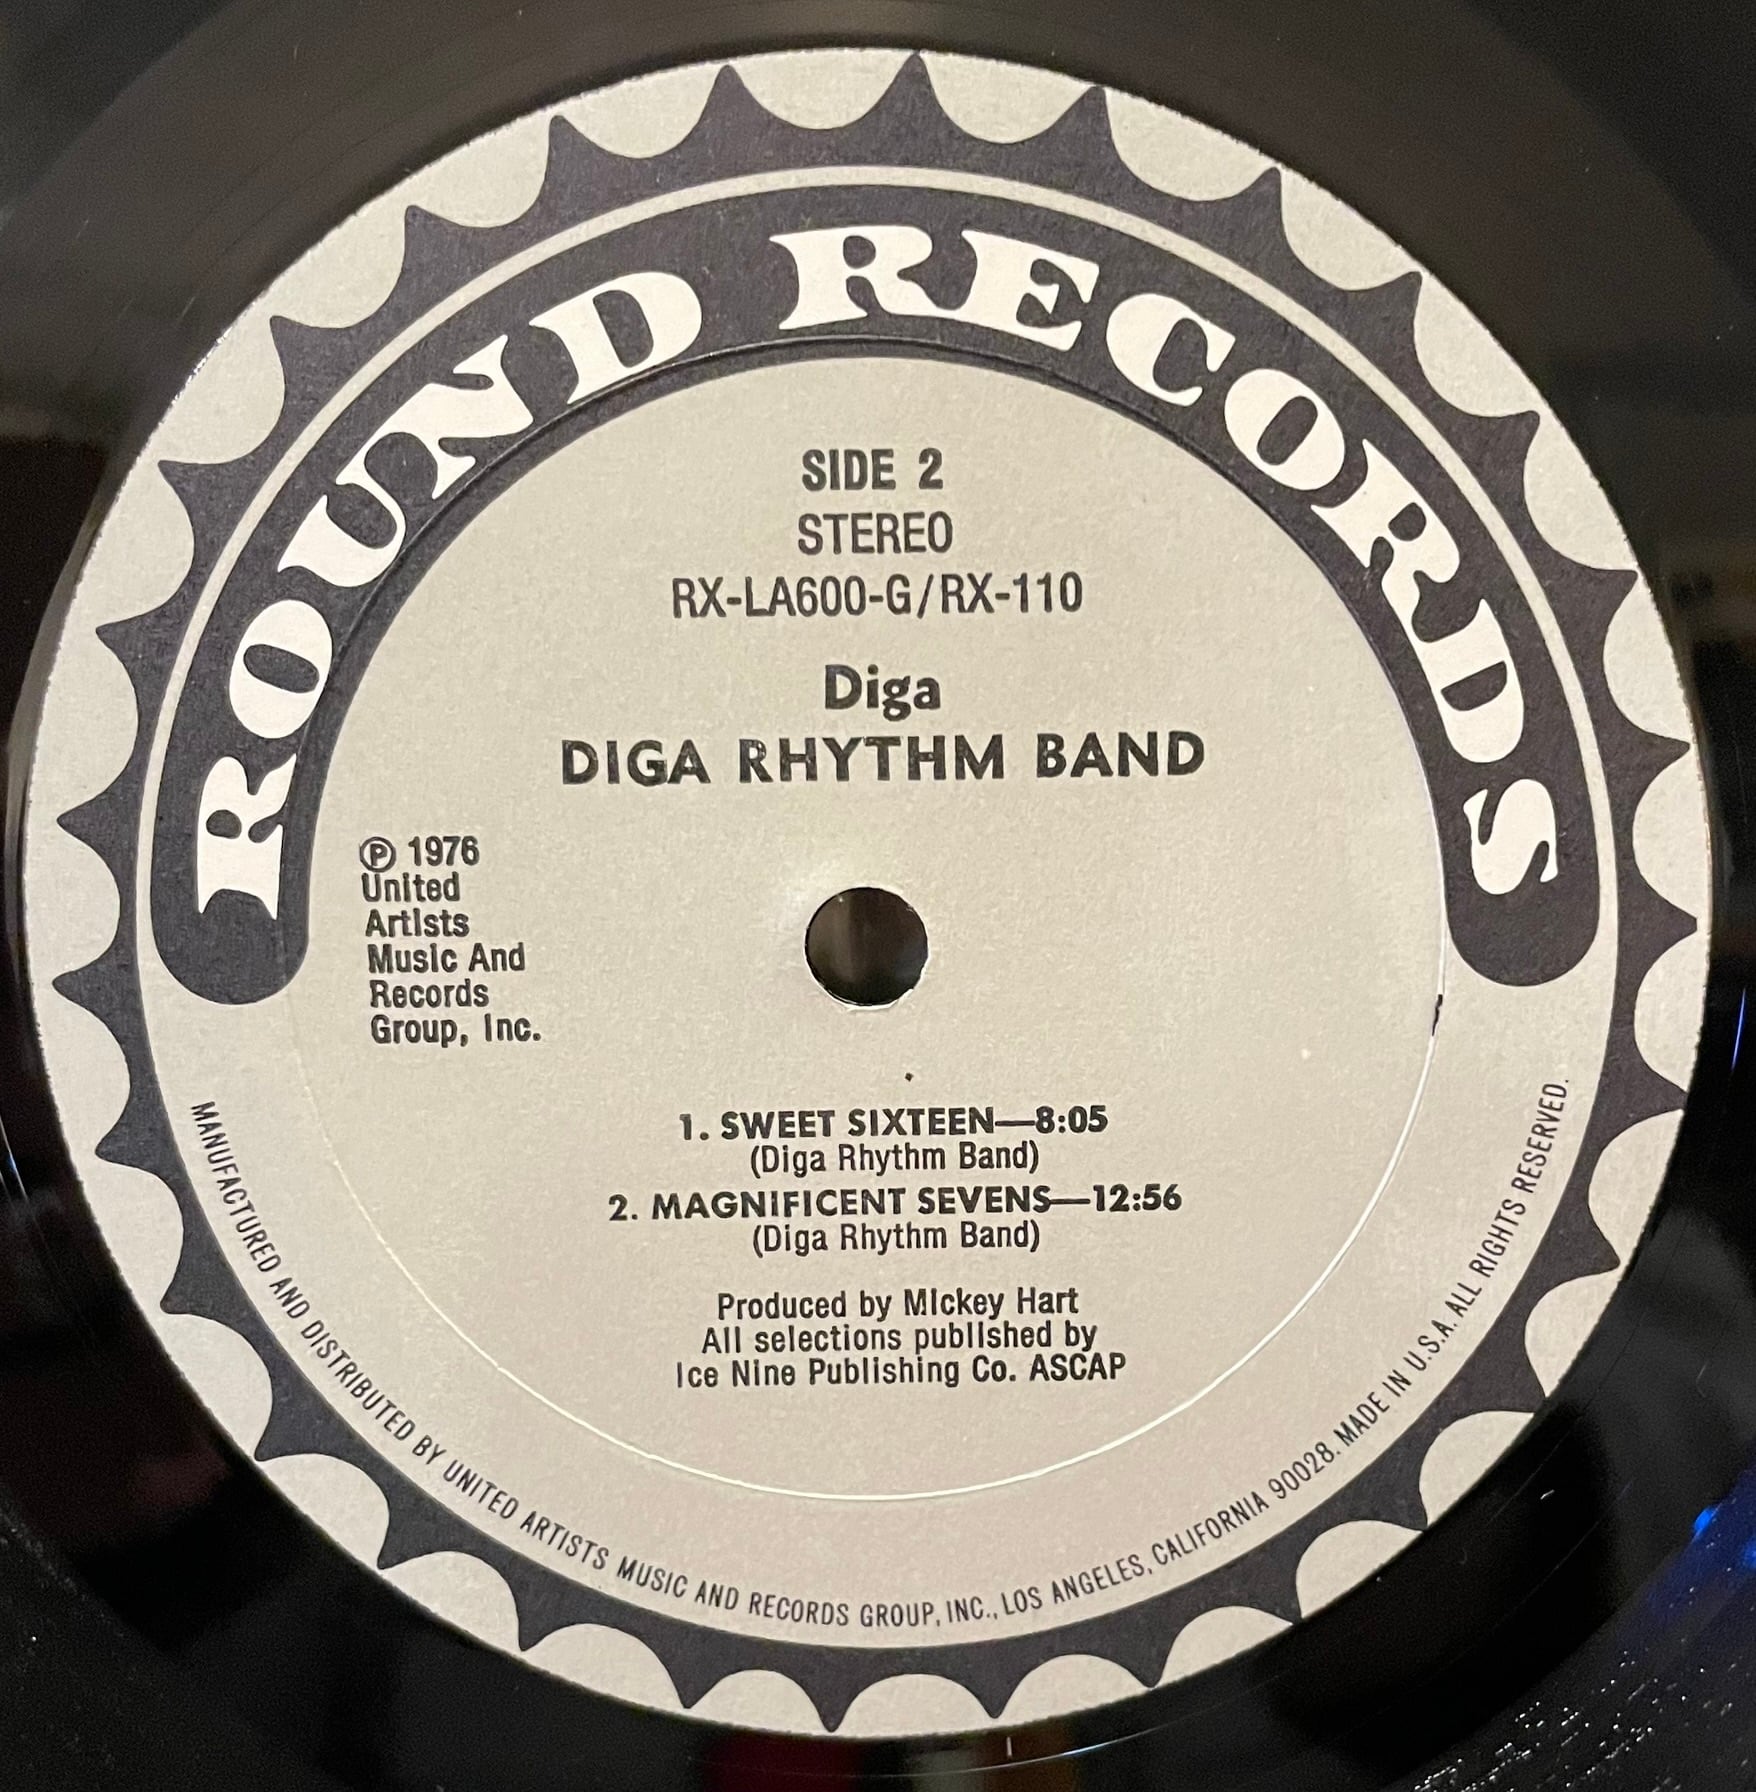 ROUND RECORDS
SIDE 2
STEREO
RX-LA600-G/RX-110
Diga
DIGA RHYTHM BAND
℗ 1976
United
Artists
Music And
Records
Group, Inc.
1. SWEET SIXTEEN—8:05
(Diga Rhythm Band)
2. MAGNIFICENT SEVENS—12:56
(Diga Rhythm Band)
Produced by Mickey Hart
All selections published by
Ice Nine Publishing Co. ASCAP
MANUFACTURED AND DISTRIBUTED BY UNITED ARTISTS MUSIC AND RECORDS GROUP, INC., LOS ANGELES, CALIFORNIA 90028. MADE IN U.S.A. ALL RIGHTS RESERVED.